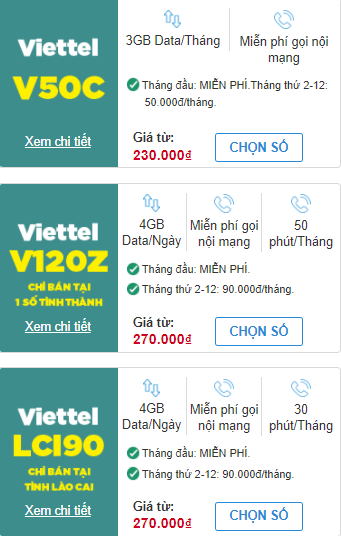 Viettel
V50C
Xem chi tiết
3GB Data/Tháng
Miễn phí gọi nội
mạng
Tháng đầu: MIỄN PHÍ.Tháng thứ 2-12:
50.000đ/tháng.
Giá từ:
230.000₫
CHỌN SỐ
Viettel
V120Z
CHỈ BÁN TẠI
1 SỐ TỈNH THÀNH
Xem chi tiết
4GB
Data/Ngày
Miễn phí gọi
nội mạng
50
phút/Tháng
Tháng đầu: MIỄN PHÍ.
Tháng thứ 2-12: 90.000đ/tháng.
Giá từ:
270.000₫
CHỌN SỐ
Viettel
LCI90
CHỈ BÁN TẠI
TỈNH LÀO CAI
Xem chi tiết
4GB
Data/Ngày
Miễn phí gọi
nội mạng
30
phút/Tháng
Tháng đầu: MIỄN PHÍ.
Tháng thứ 2-12: 90.000đ/tháng.
Giá từ:
270.000₫
CHỌN SỐ